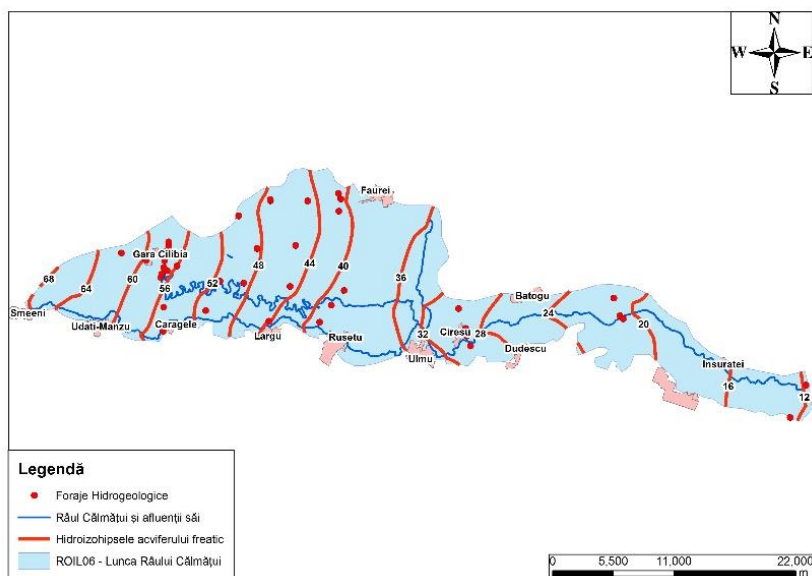 N
W E
S
Faurei
Gara Cilibia
68
64
60
56
52
48
44
40
36
Smeeni
Udati-Manzu
Caragele
Largu
Rusetu
Ulmu
32
Ciresu
28
Batogu
24
Dudescu
20
Insuratei
16
12
Legendă
Foraje Hidrogeologice
Râul Călmățui și afluenții săi
Hidroizohipsele acviferului freatic
ROIL06 - Lunca Râului Călmățui
0 5,500 11,000 22,000
m